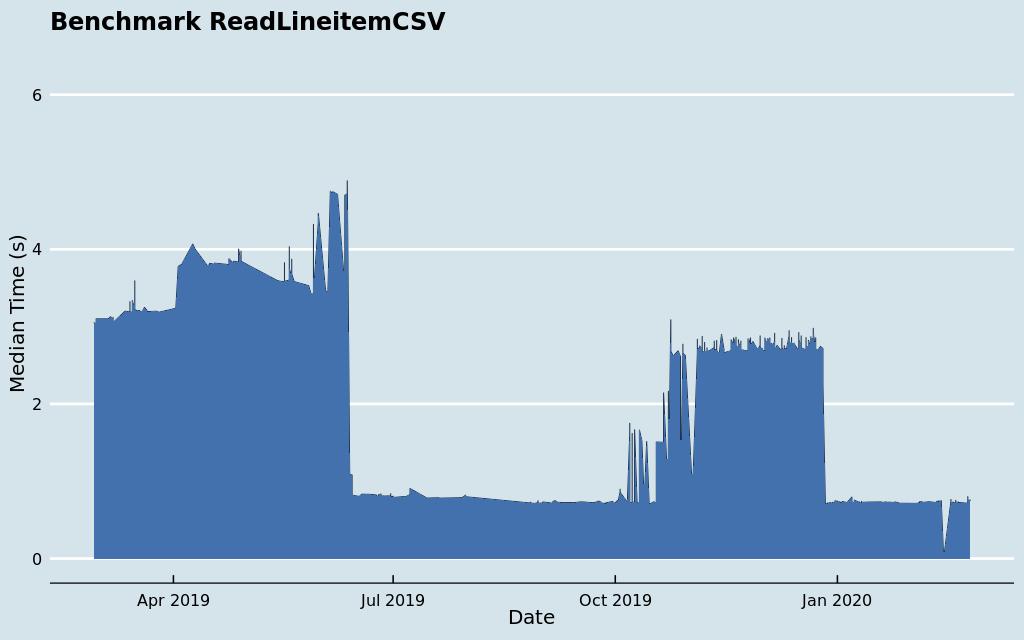 Benchmark ReadLineitemCSV
Median Time (s)
6
4
2
0
Apr 2019
Jul 2019
Oct 2019
Jan 2020
Date